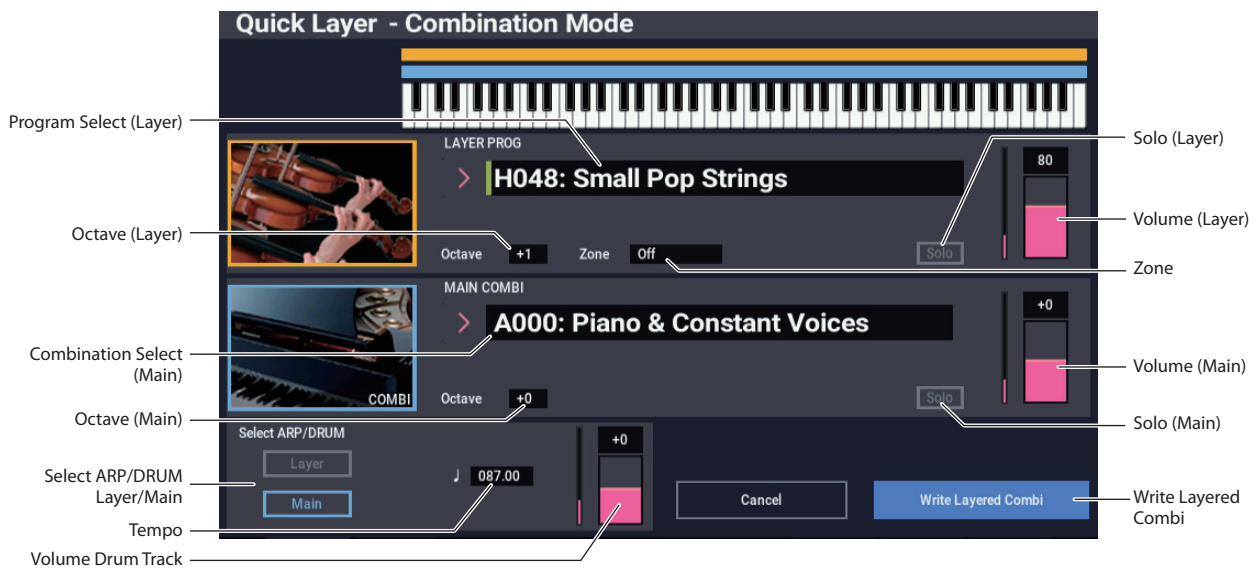 Quick Layer - Combination Mode
Program Select (Layer)
LAYER PROG
H048: Small Pop Strings
80
Solo (Layer)
Volume (Layer)
Octave (Layer)
Octave +1 Zone Off Solo
Zone
MAIN COMBI
A000: Piano & Constant Voices
+0
Combination Select
(Main)
Volume (Main)
COMBI
Octave +0 Solo
Octave (Main)
Solo (Main)
Select ARP/DRUM
Layer
Main
♩ 087.00
+0
Select ARP/DRUM
Layer/Main
Cancel
Write Layered Combi
Write Layered
Combi
Tempo
Volume Drum Track